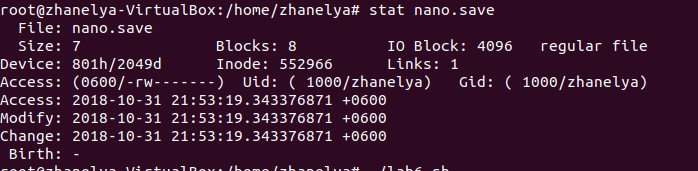 root@zhanelya-VirtualBox:/home/zhanelya# stat nano.save
  File: nano.save
  Size: 7         	Blocks: 8          IO Block: 4096   regular file
Device: 801h/2049d	Inode: 552966      Links: 1
Access: (0600/-rw-------)  Uid: ( 1000/zhanelya)   Gid: ( 1000/zhanelya)
Access: 2018-10-31 21:53:19.343376871 +0600
Modify: 2018-10-31 21:53:19.343376871 +0600
Change: 2018-10-31 21:53:19.343376871 +0600
 Birth: -
root@zhanelya-VirtualBox:/home/zhanelya# ./lab6.sh